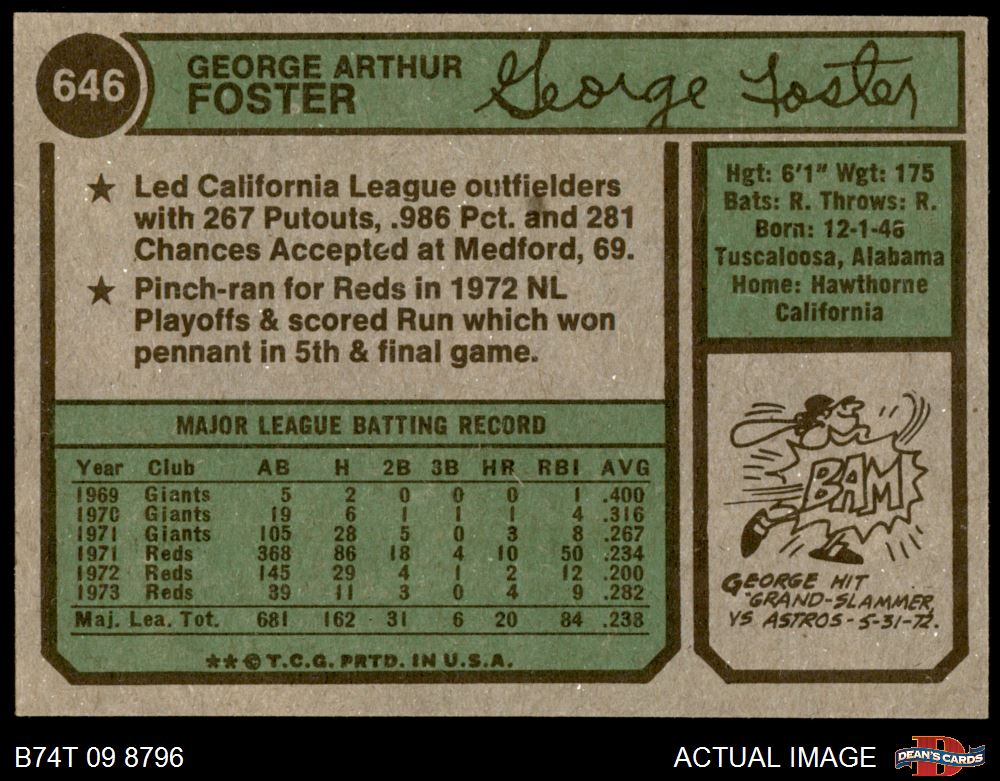 646
GEORGE ARTHUR
FOSTER
George Foster
★ Led California League outfielders
with 267 Putouts, .986 Pct. and 281
Chances Accepted at Medford, 69.
★ Pinch-ran for Reds in 1972 NL
Playoffs & scored Run which won
pennant in 5th & final game.
Hgt: 6'1" Wgt: 175
Bats: R. Throws: R.
Born: 12-1-48
Tuscaloosa, Alabama
Home: Hawthorne
California
MAJOR LEAGUE BATTING RECORD
Year Club AB H 2B 3B HR RBI AVG
1969 Giants 5 2 0 0 0 1 .400
1970 Giants 19 6 1 1 1 4 .316
1971 Giants 105 28 5 0 3 8 .267
1971 Reds 368 86 18 4 10 50 .234
1972 Reds 145 29 4 1 2 12 .200
1973 Reds 39 11 3 0 4 9 .282
Maj. Lea. Tot. 681 162 31 6 20 84 .238
**© T.C.G. PRTD. IN U.S.A.
BAM
GEORGE HIT
"GRAND-SLAMMER,
VS ASTROS-5-31-72.
B74T 09 8796
ACTUAL IMAGE
D
DEAN'S CARDS